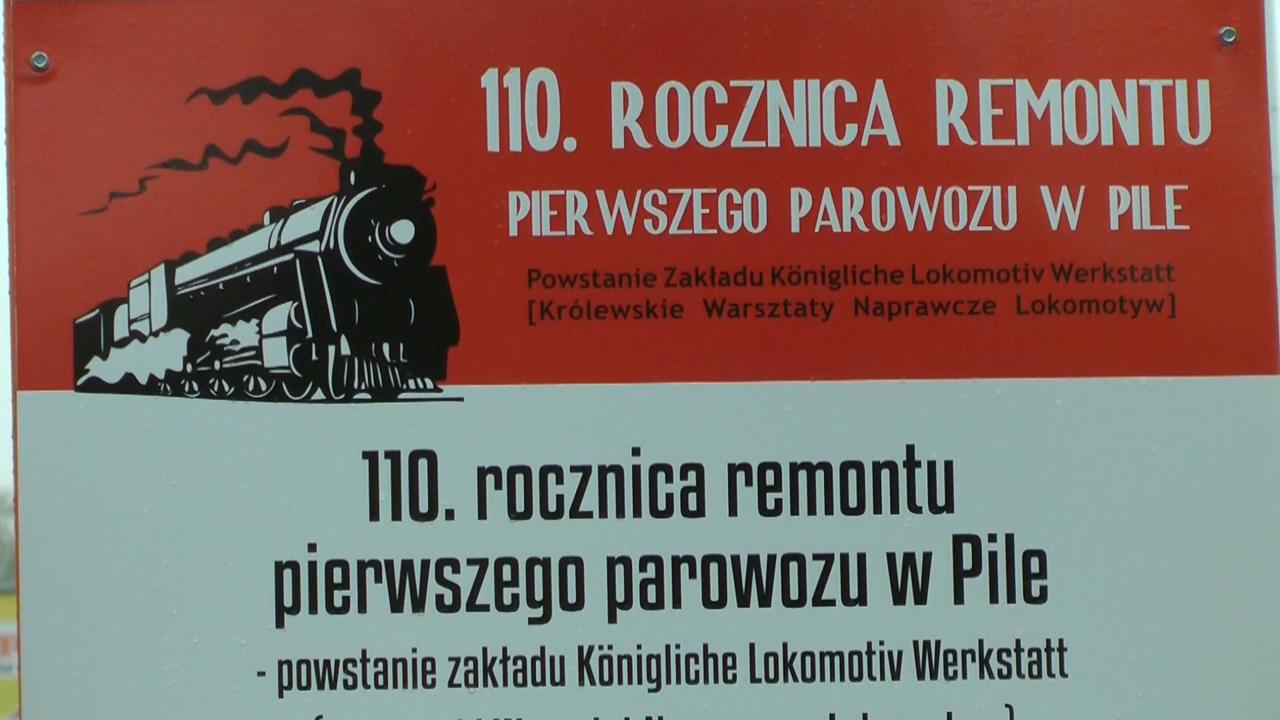 110. ROCZNICA REMONTU
PIERWSZEGO PAROWOZU W PILE
Powstanie Zakładu Königliche Lokomotiv Werkstatt
[Królewskie Warsztaty Naprawcze Lokomotyw]
110. rocznica remontu
pierwszego parowozu w Pile
- powstanie zakładu Königliche Lokomotiv Werkstatt